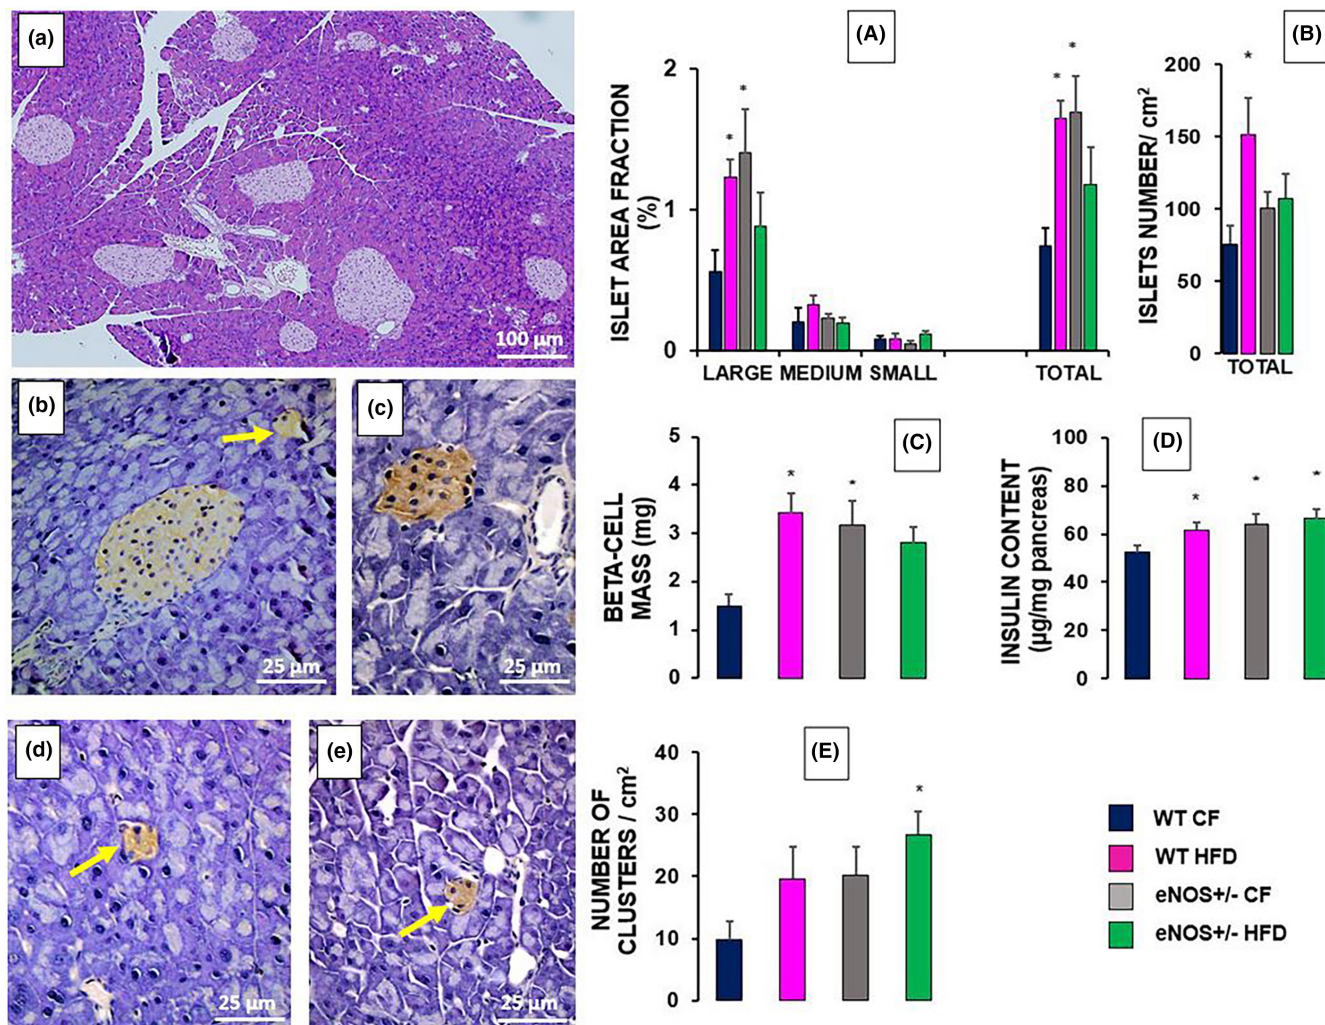 (a)
100 µm
(b)
25 µm
(c)
25 µm
(d)
25 µm
(e)
25 µm
(A)
ISLET AREA FRACTION
(%)
2
1
0
* * * *
LARGE MEDIUM SMALL TOTAL
(B)
ISLETS NUMBER/ cm2
200
150
100
50
0
*
TOTAL
(C)
BETA-CELL
MASS (mg)
5
4
3
2
1
0
* *
(D)
INSULIN CONTENT
(µg/mg pancreas)
100
80
60
40
20
0
* * *
(E)
NUMBER OF
CLUSTERS / cm2
40
30
20
10
0
*
WT CF
WT HFD
eNOS+/- CF
eNOS+/- HFD